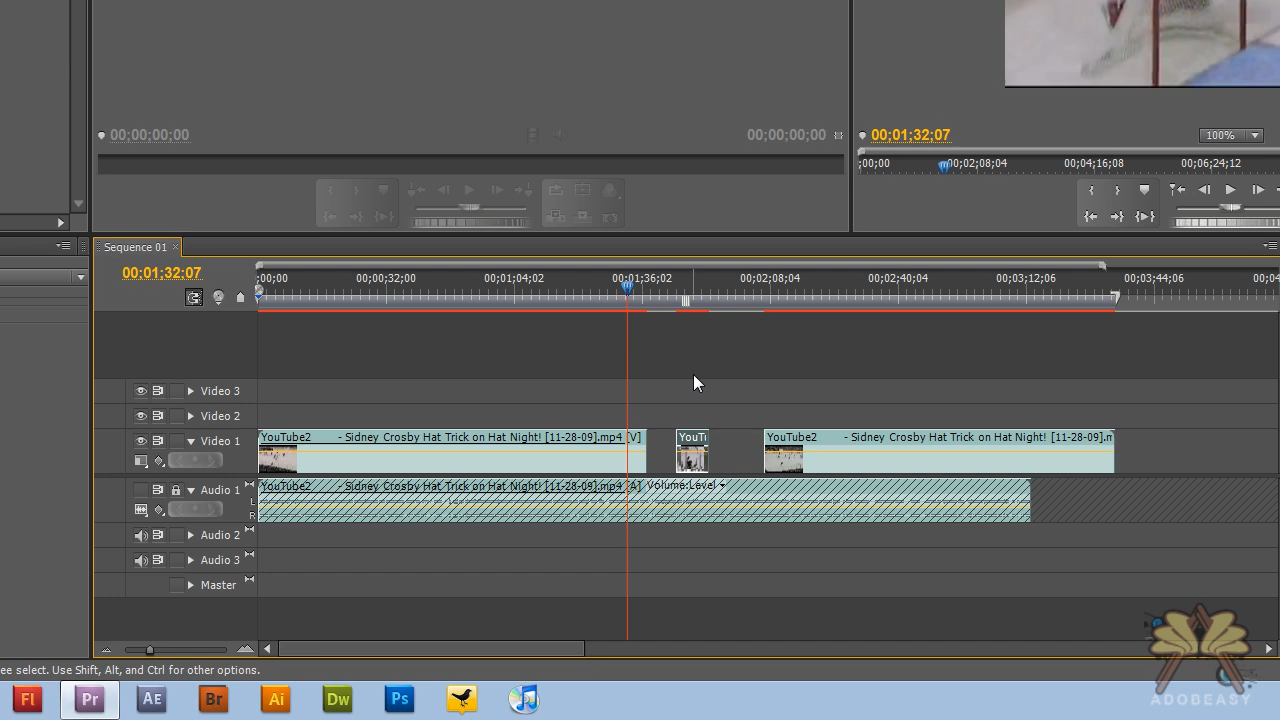 00;00;00;00
00;00;00;00
00;01;32;07
100%
;00;00
00;02;08;04
00;04;16;08
00;06;24;12
Sequence 01
00;01;32;07
;00;00
00;00;32;00
00;01;04;02
00;01;36;02
00;02;08;04
00;02;40;04
00;03;12;06
00;03;44;06
00;04
Video 3
Video 2
Video 1
YouTube2 - Sidney Crosby Hat Trick on Hat Night! [11-28-09].mp4 [V]
YouT
YouTube2 - Sidney Crosby Hat Trick on Hat Night! [11-28-09].m
Audio 1
L
R
YouTube2 - Sidney Crosby Hat Trick on Hat Night! [11-28-09].mp4 [A] Volume:Level
Audio 2
Audio 3
Master
ee select. Use Shift, Alt, and Ctrl for other options.
Fl
Pr
AE
Br
Ai
Dw
Ps
ADOBEASY